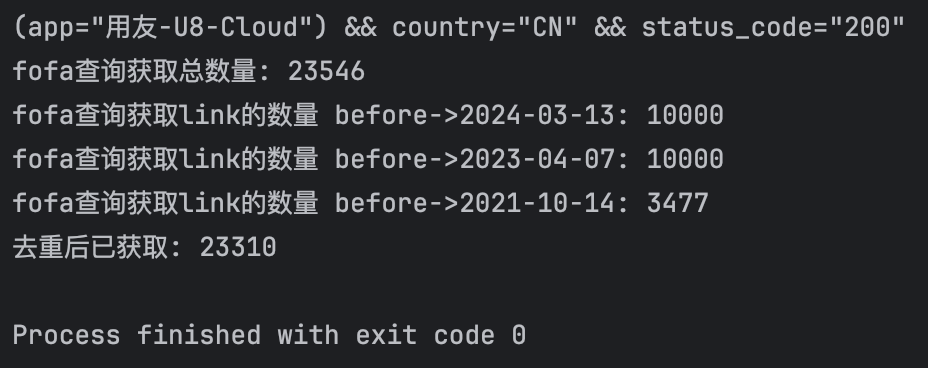 (app="用友-U8-Cloud") && country="CN" && status_code="200"
fofa查询获取总数量: 23546
fofa查询获取link的数量 before->2024-03-13: 10000
fofa查询获取link的数量 before->2023-04-07: 10000
fofa查询获取link的数量 before->2021-10-14: 3477
去重后已获取: 23310
Process finished with exit code 0